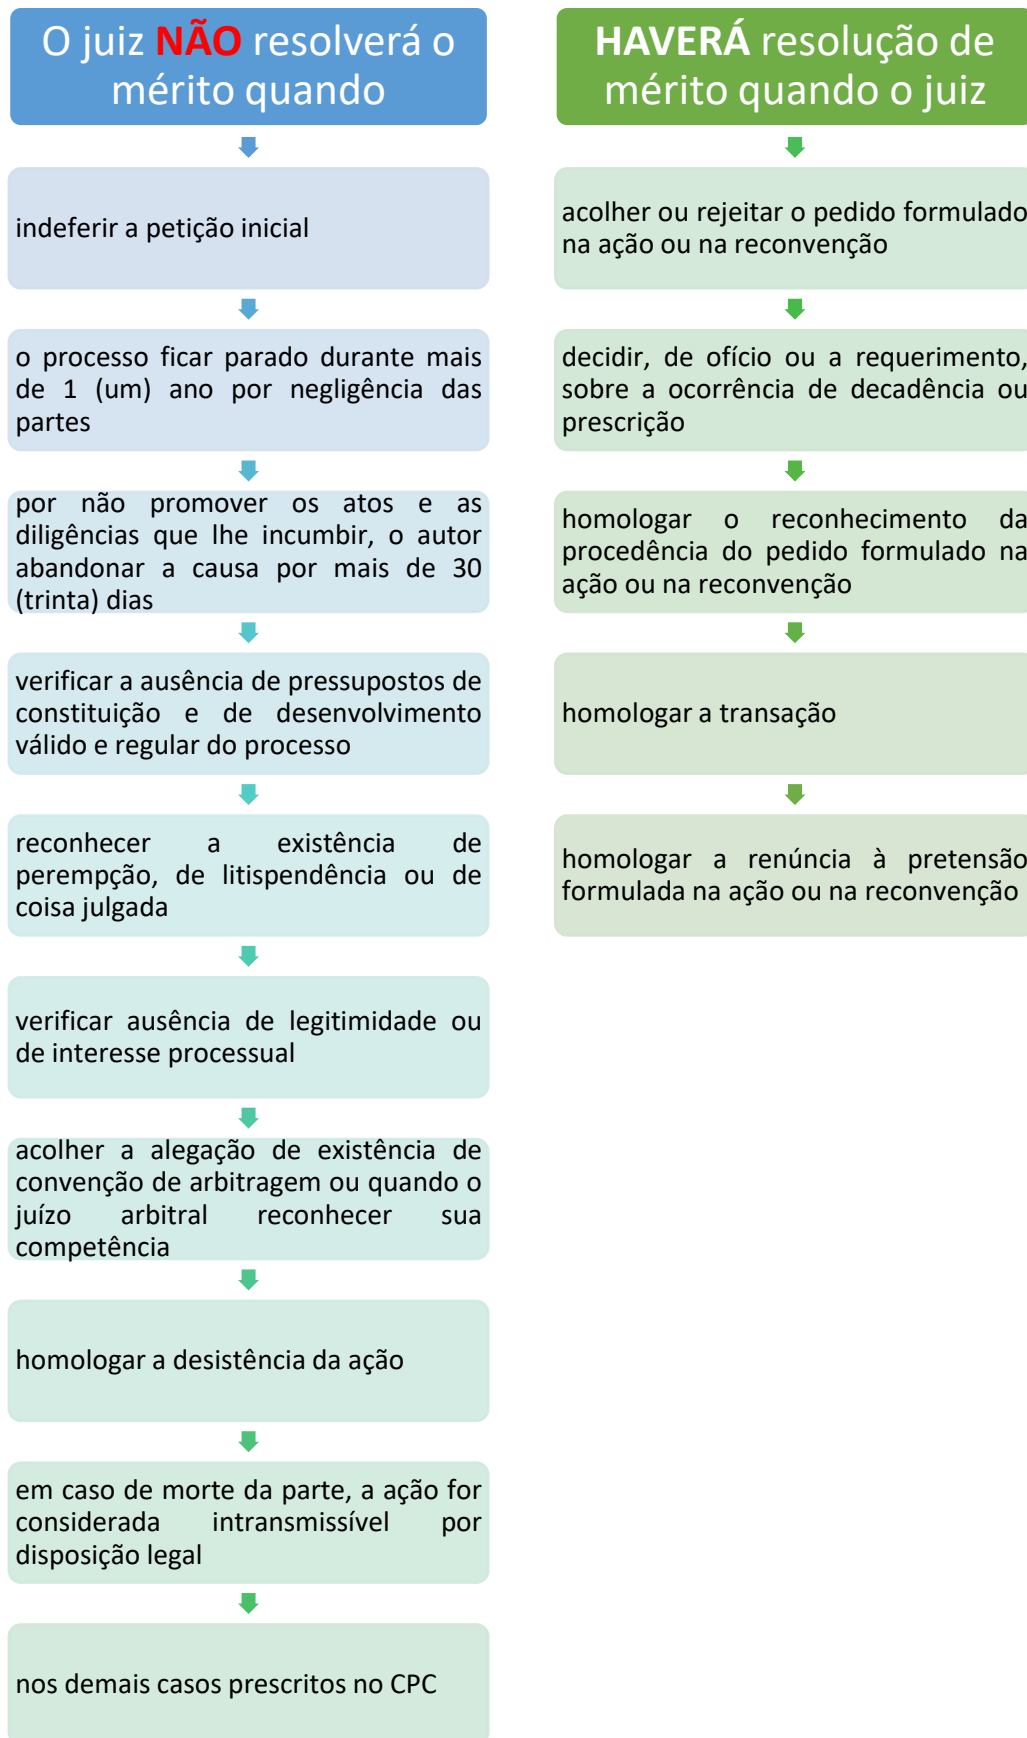 O juiz NÃO resolverá o
mérito quando
indeferir a petição inicial
o processo ficar parado durante mais
de 1 (um) ano por negligência das
partes
por não promover os atos e as
diligências que lhe incumbir, o autor
abandonar a causa por mais de 30
(trinta) dias
verificar a ausência de pressupostos de
constituição e de desenvolvimento
válido e regular do processo
reconhecer a existência de
perempção, de litispendência ou de
coisa julgada
verificar ausência de legitimidade ou
de interesse processual
acolher a alegação de existência de
convenção de arbitragem ou quando o
juízo arbitral reconhecer sua
competência
homologar a desistência da ação
em caso de morte da parte, a ação for
considerada intransmissível por
disposição legal
nos demais casos prescritos no CPC
HAVERÁ resolução de
mérito quando o juiz
acolher ou rejeitar o pedido formulado
na ação ou na reconvenção
decidir, de ofício ou a requerimento,
sobre a ocorrência de decadência ou
prescrição
homologar o reconhecimento da
procedência do pedido formulado na
ação ou na reconvenção
homologar a transação
homologar a renúncia à pretensão
formulada na ação ou na reconvenção